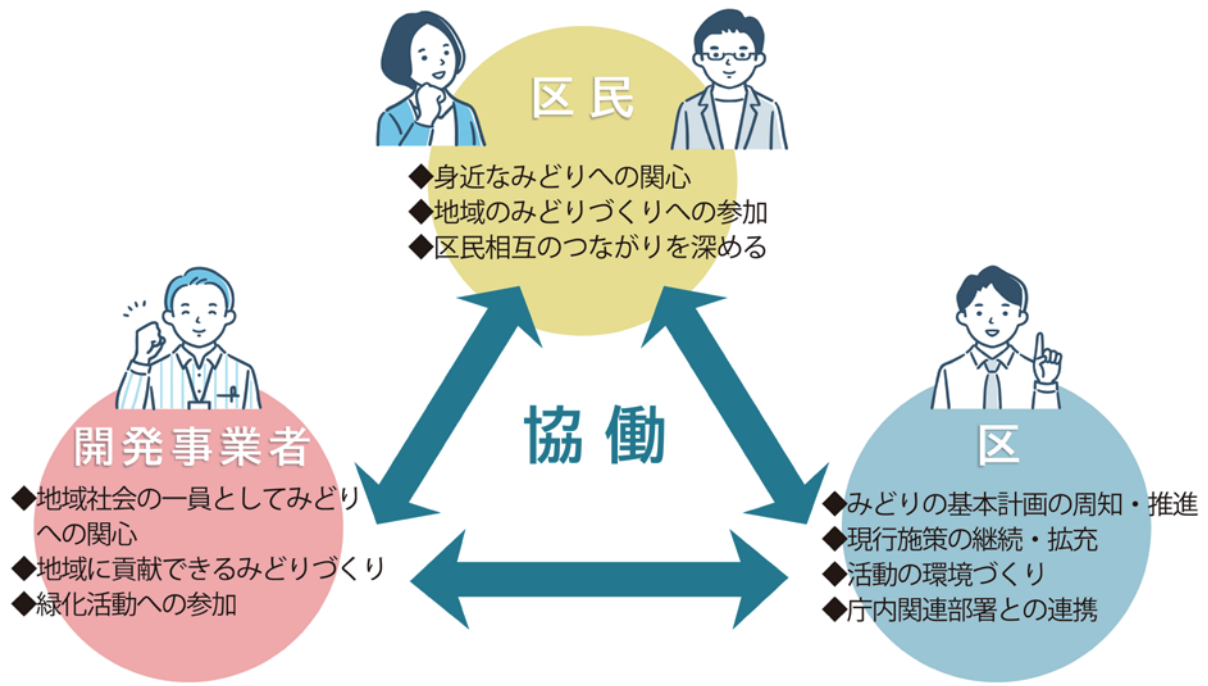 区民
◆身近なみどりへの関心
◆地域のみどりづくりへの参加
◆区民相互のつながりを深める
協働
開発事業者
◆地域社会の一員としてみどり
への関心
◆地域に貢献できるみどりづくり
◆緑化活動への参加
区
◆みどりの基本計画の周知・推進
◆現行施策の継続・拡充
◆活動の環境づくり
◆庁内関連部署との連携